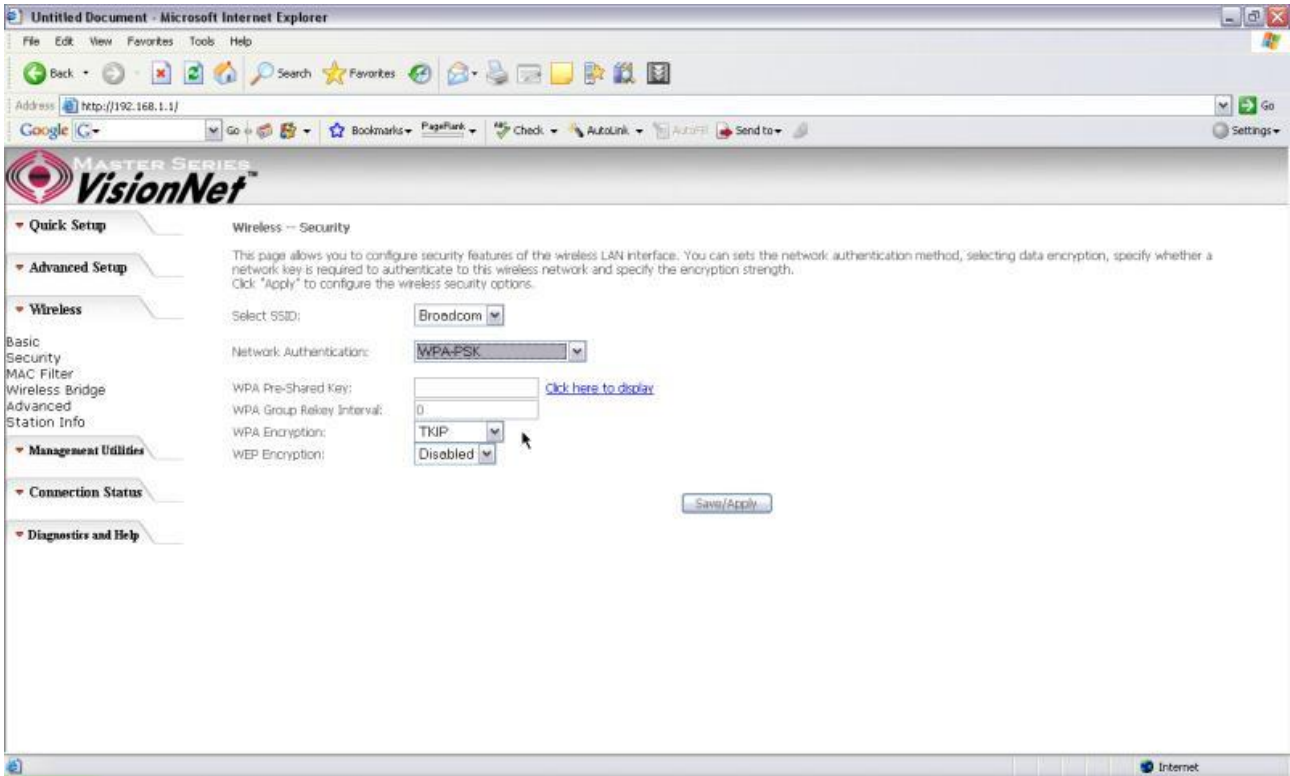 Untitled Document - Microsoft Internet Explorer
File Edit View Favorites Tools Help
Back Search Favorites
Address http://192.168.1.1/ Go
Google G Go Bookmarks PageRank Check AutoLink AutoFill Send to Settings
MASTER SERIES
VisionNet™
Quick Setup
Advanced Setup
Wireless
Basic
Security
MAC Filter
Wireless Bridge
Advanced
Station Info
Management Utilities
Connection Status
Diagnostics and Help
Wireless -- Security
This page allows you to configure security features of the wireless LAN interface. You can sets the network authentication method, selecting data encryption, specify whether a
network key is required to authenticate to this wireless network and specify the encryption strength.
Click "Apply" to configure the wireless security options.
Select SSID: Broadcom
Network Authentication: WPA-PSK
WPA Pre-Shared Key: Click here to display
WPA Group Rekey Interval: 0
WPA Encryption: TKIP
WEP Encryption: Disabled
Save/Apply
Internet